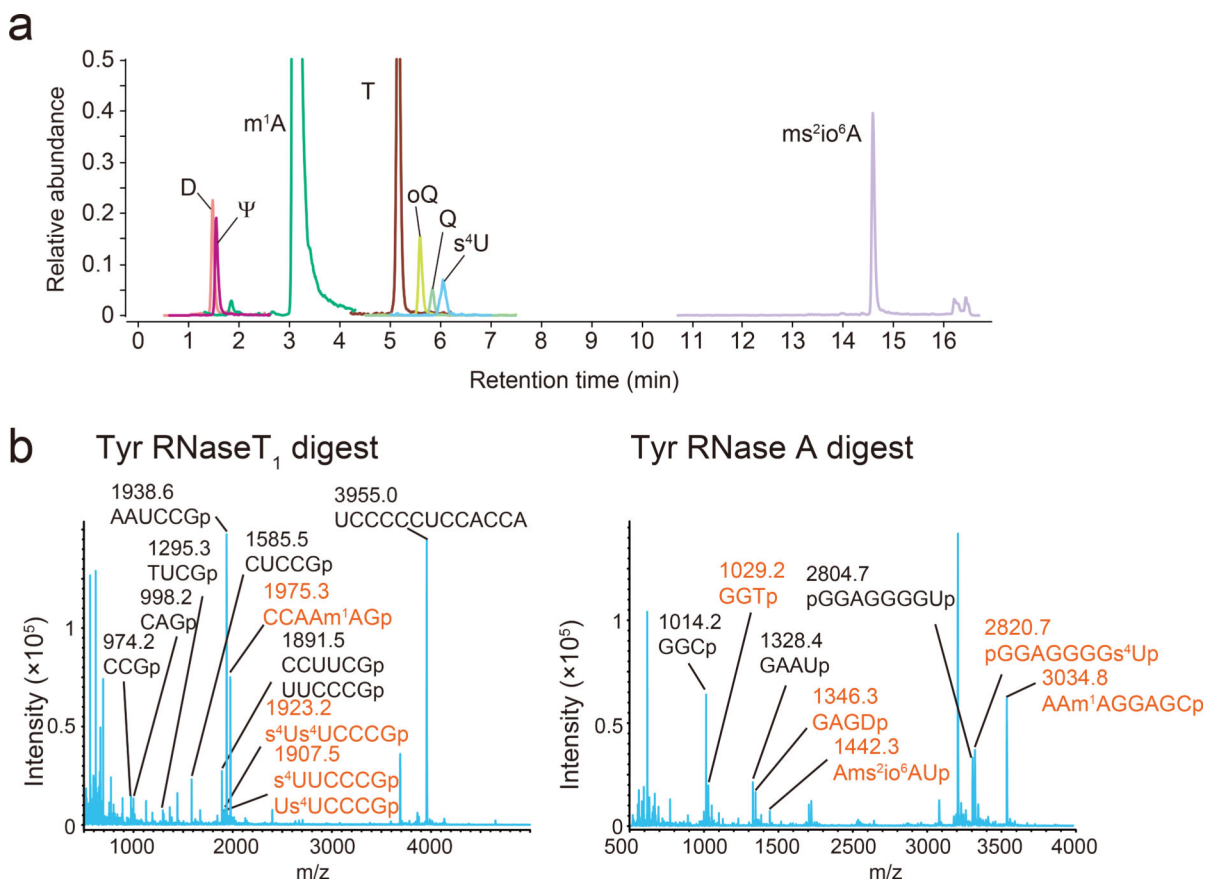 a
Relative abundance
0.5
0.4
0.3
0.2
0.1
0
D
Ψ
m¹A
T
oQ
Q
s⁴U
ms²io⁶A
0 1 2 3 4 5 6 7 8 9 10 11 12 13 14 15 16
Retention time (min)
b
Tyr RNaseT₁ digest
1938.6
AAUCCGp
1295.3
TUCGp
998.2
CAGp
974.2
CCGp
3955.0
UCCCCCUCCACCA
1585.5
CUCCGp
1975.3
CCAAm¹AGp
1891.5
CCUUCGp
UUCCCGp
1923.2
s⁴Us⁴UCCCGp
1907.5
s⁴UUCCCGp
Us⁴UCCCGp
Intensity (×10⁵)
1
0.5
0
1000 2000 3000 4000
m/z
Tyr RNase A digest
1029.2
GGTp
1014.2
GGCp
2804.7
pGGAGGGGUp
1328.4
GAAUp
1346.3
GAGDp
1442.3
Ams²io⁶AUp
2820.7
pGGAGGGGs⁴Up
3034.8
AAm¹AGGAGCp
Intensity (×10⁵)
1
0.5
0
500 1000 1500 2000 3000 4000
m/z